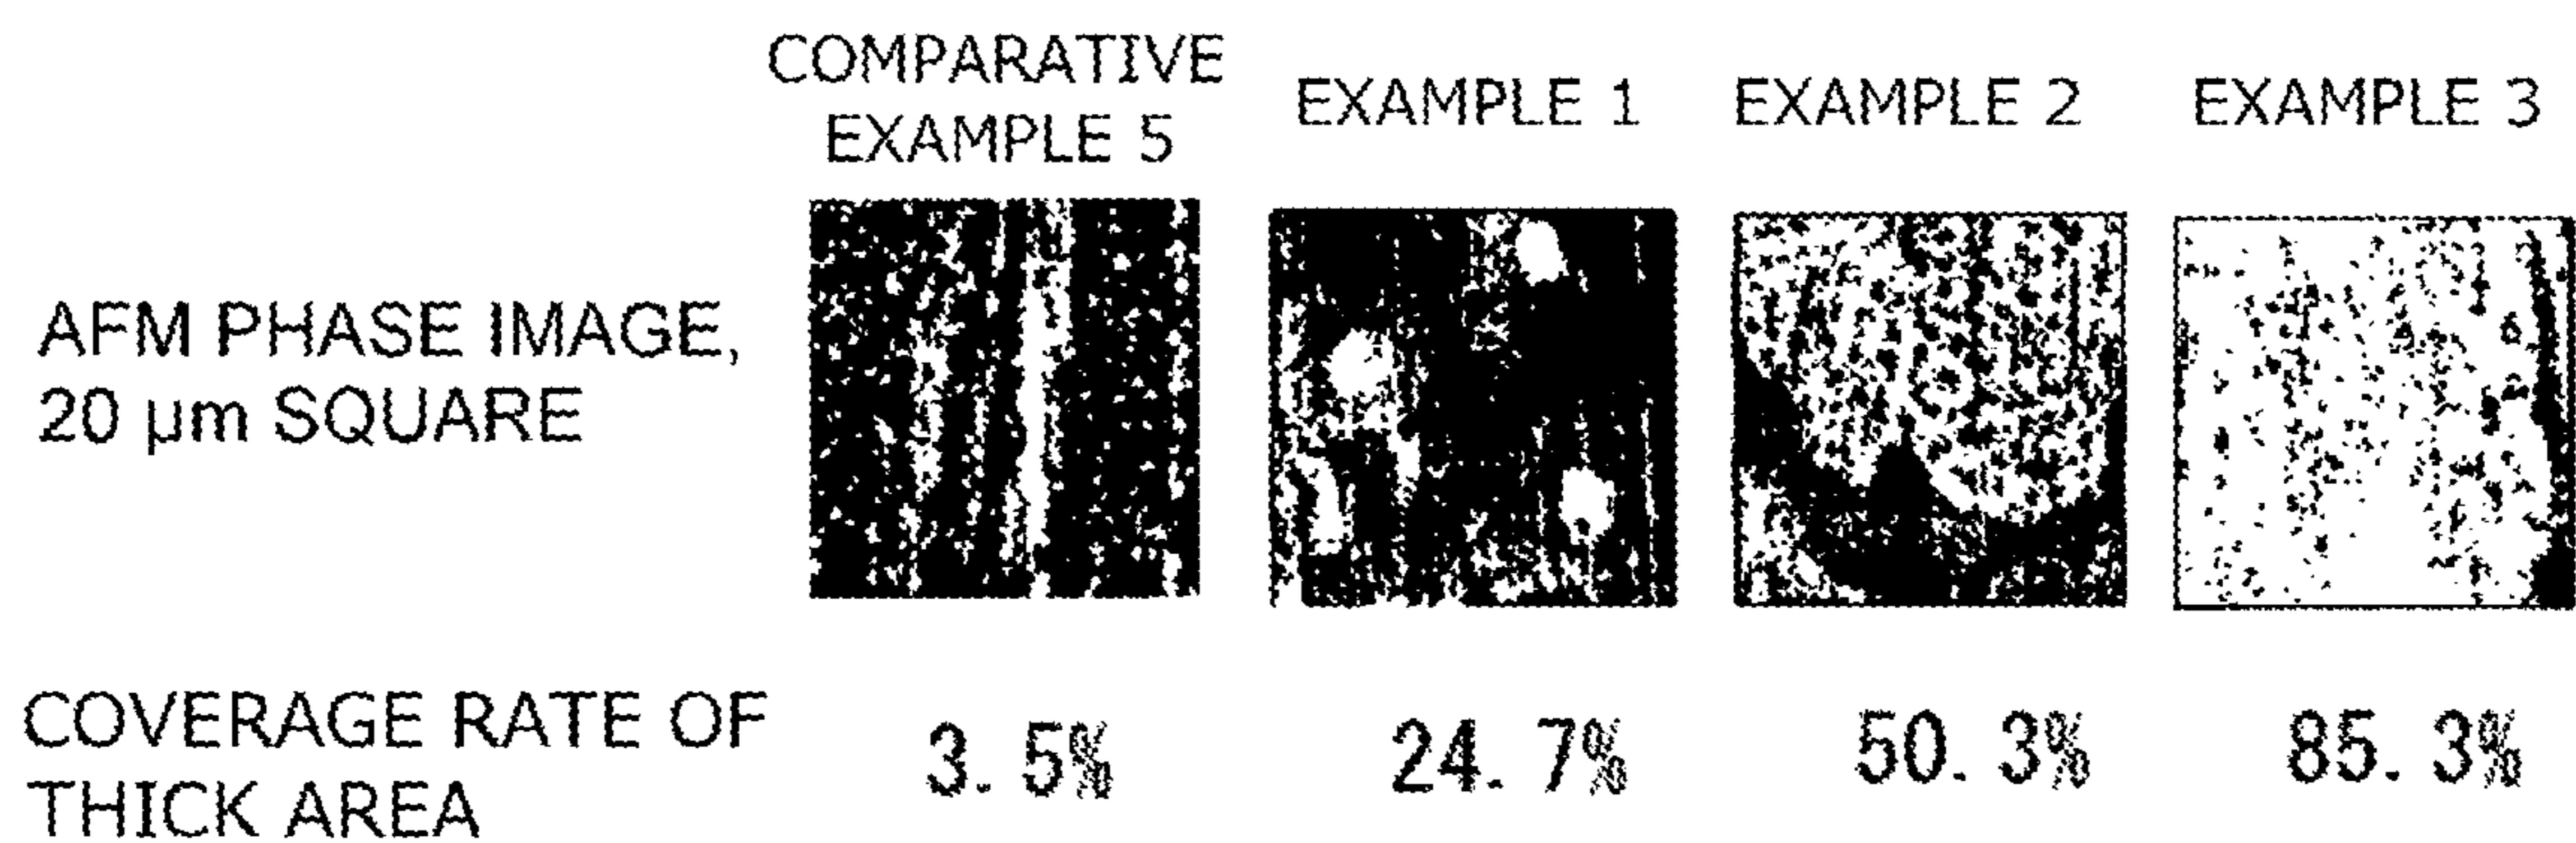 COMPARATIVE
EXAMPLE 5
EXAMPLE 1
EXAMPLE 2
EXAMPLE 3
AFM PHASE IMAGE,
20 μm SQUARE
COVERAGE RATE OF
THICK AREA
3. 5%
24. 7%
50. 3%
85. 3%